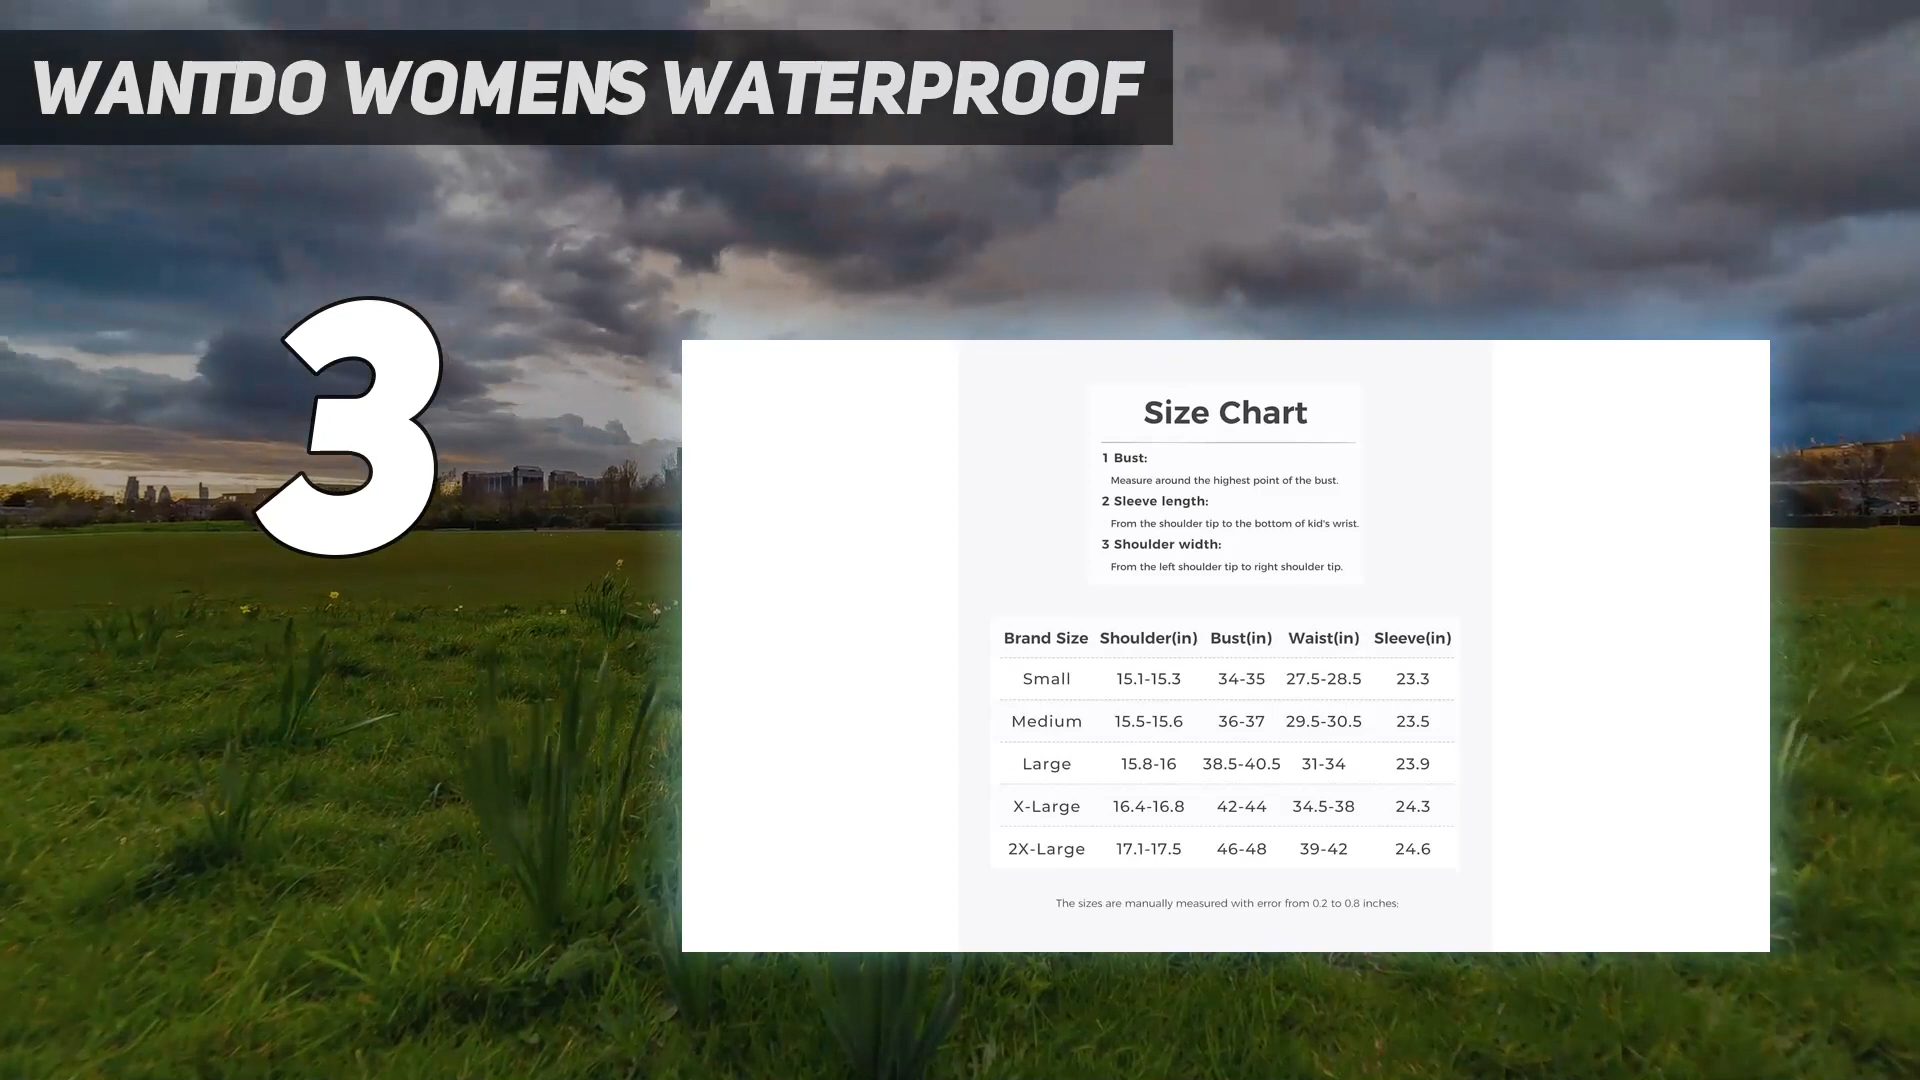 WANTDO WOMENS WATERPROOF
3
Size Chart
1 Bust:
Measure around the highest point of the bust.
2 Sleeve length:
From the shoulder tip to the bottom of kid's wrist.
3 Shoulder width:
From the left shoulder tip to right shoulder tip.
Brand Size Shoulder(in) Bust(in) Waist(in) Sleeve(in)
Small 15.1-15.3 34-35 27.5-28.5 23.3
Medium 15.5-15.6 36-37 29.5-30.5 23.5
Large 15.8-16 38.5-40.5 31-34 23.9
X-Large 16.4-16.8 42-44 34.5-38 24.3
2X-Large 17.1-17.5 46-48 39-42 24.6
The sizes are manually measured with error from 0.2 to 0.8 inches: